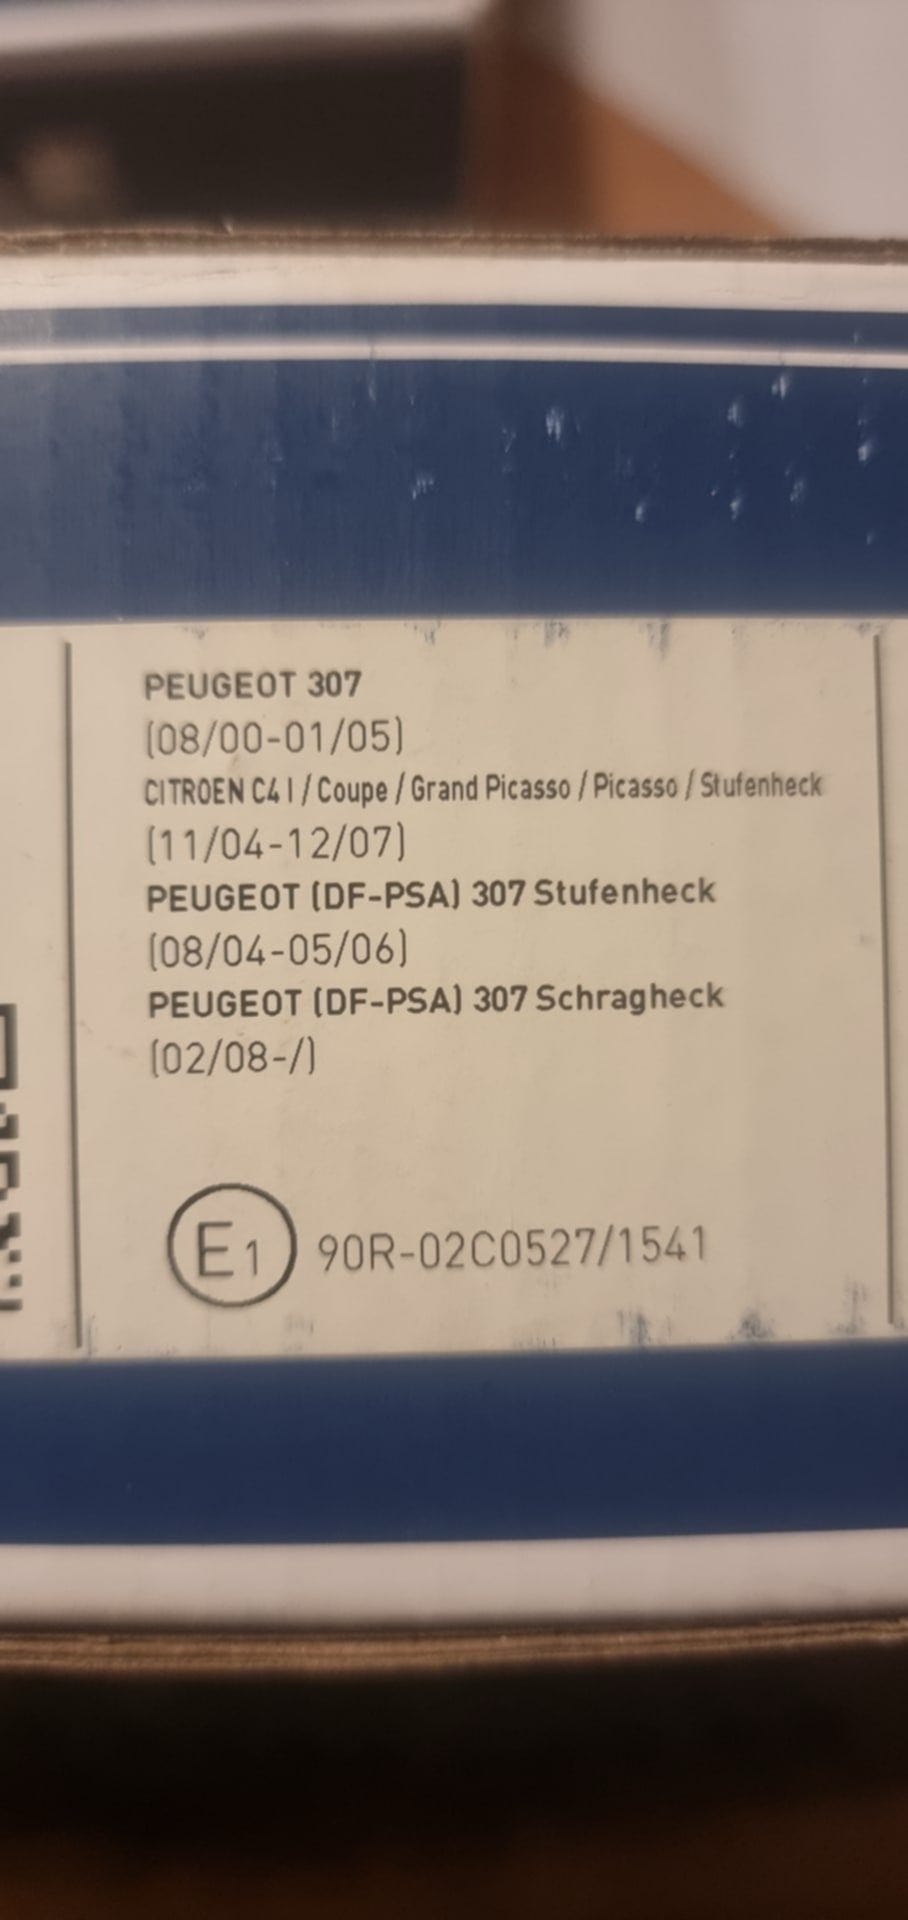 PEUGEOT 307
(08/00-01/05)
CITROEN C4 I / Coupe / Grand Picasso / Picasso / Stufenheck
(11/04-12/07)
PEUGEOT (DF-PSA) 307 Stufenheck
(08/04-05/06)
PEUGEOT (DF-PSA) 307 Schragheck
(02/08-/)
E1 90R-02C0527/1541